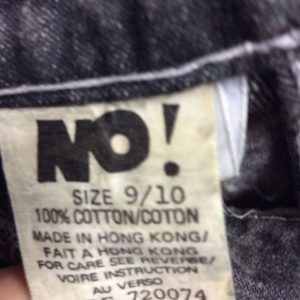 NO!
SIZE 9/10
100% COTTON/COTON
MADE IN HONG KONG/
FAIT A HONG KONG
FOR CARE SEE REVERSE/
VOIRE INSTRUCTION
AU VERSO
720074